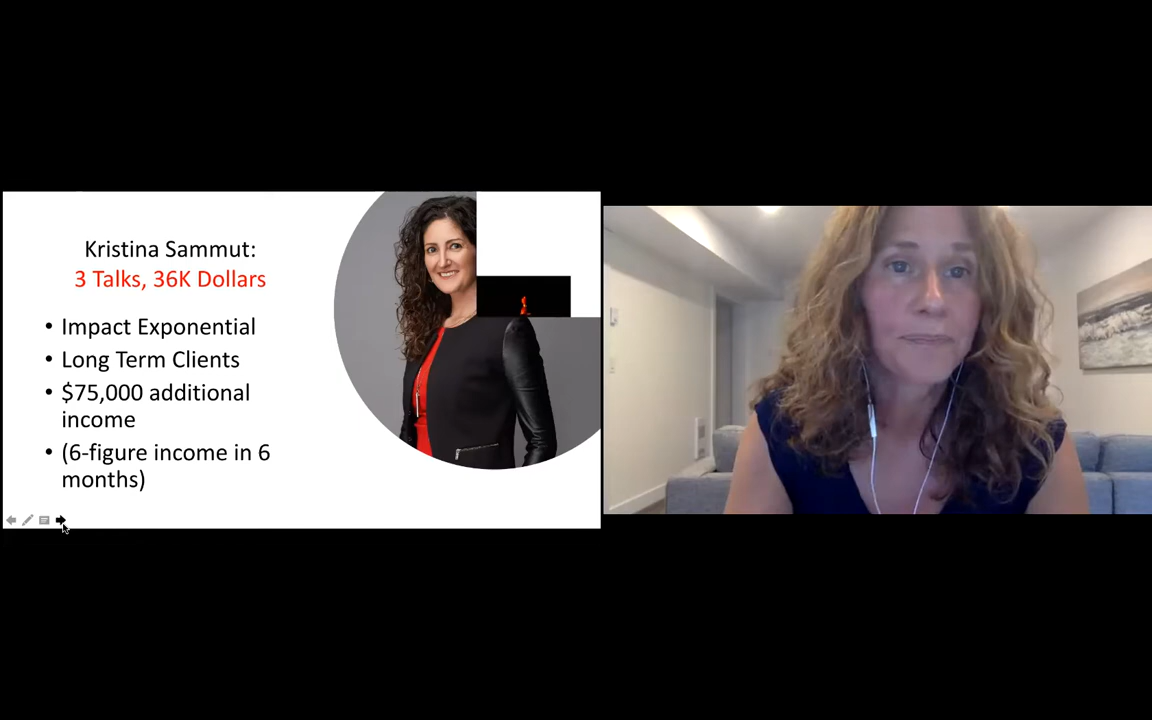 Kristina Sammut:
3 Talks, 36K Dollars
• Impact Exponential
• Long Term Clients
• $75,000 additional
income
• (6-figure income in 6
months)